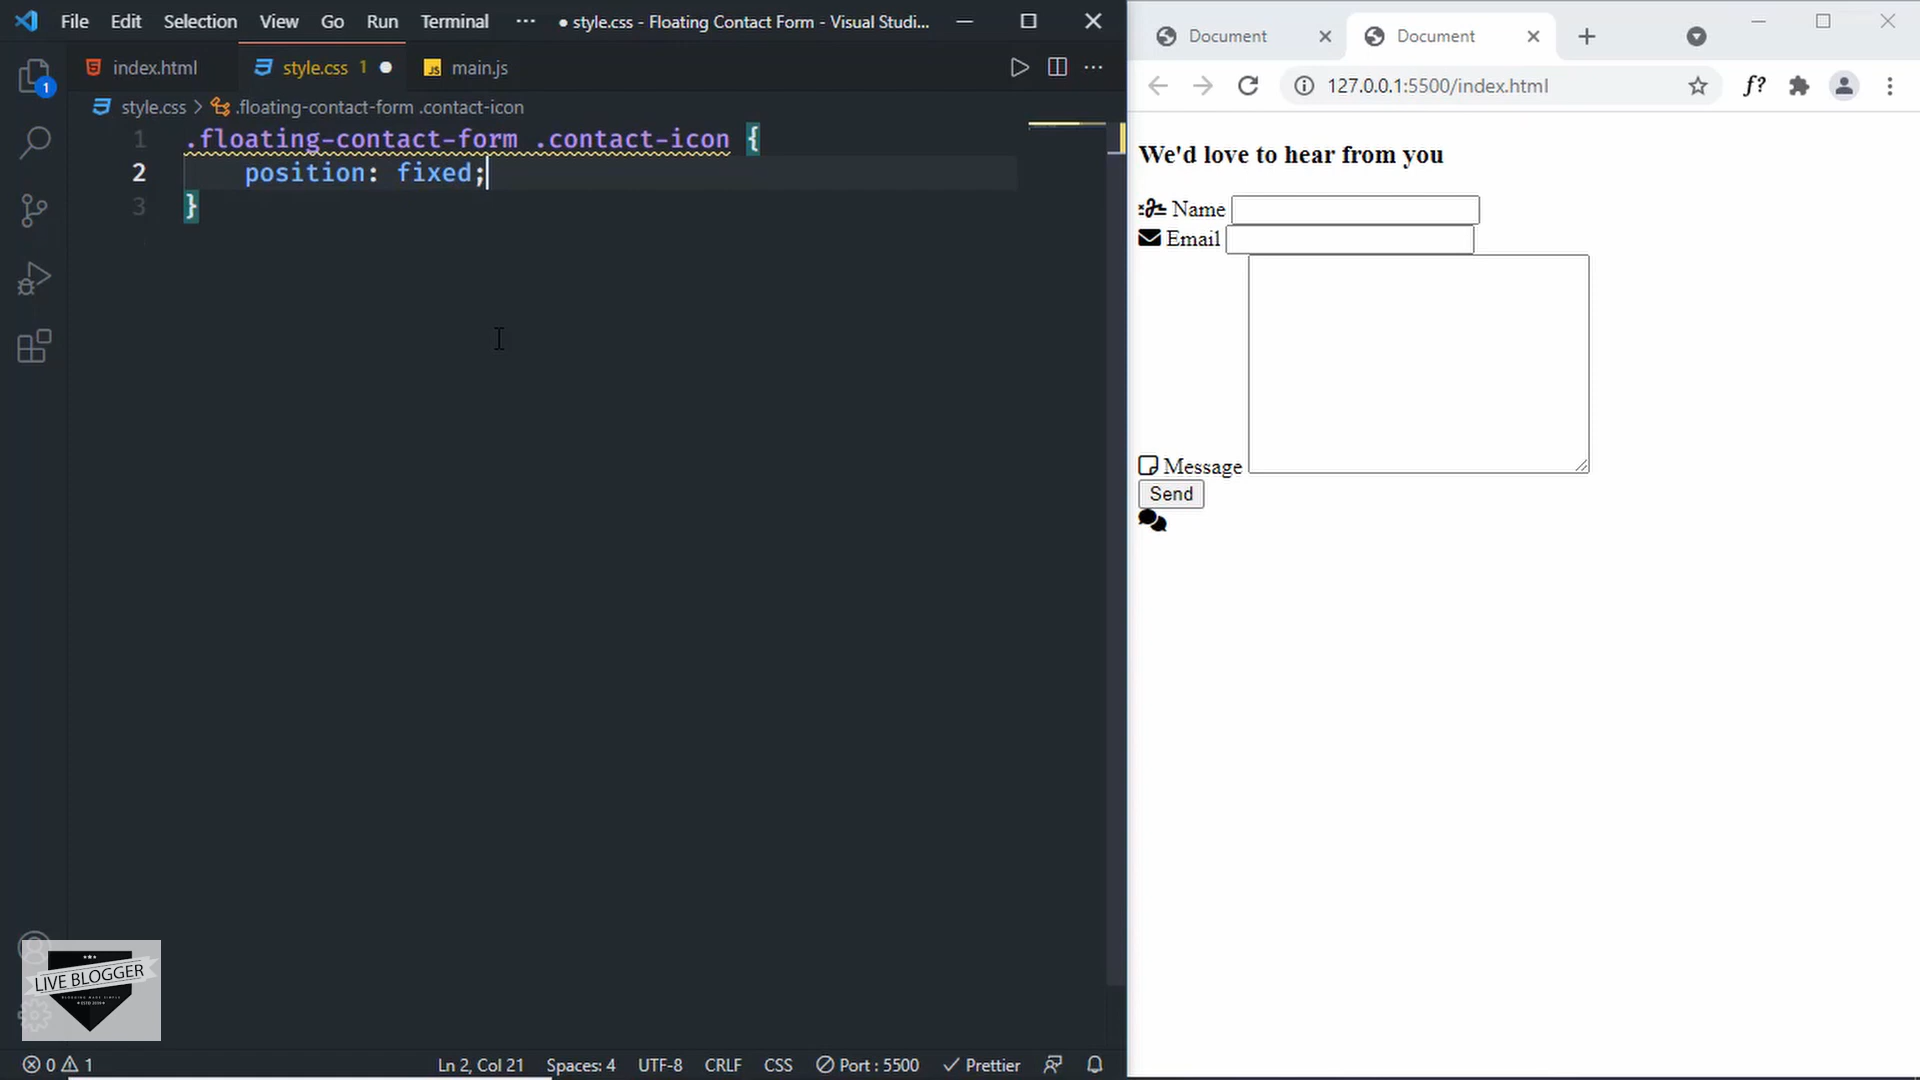 File Edit Selection View Go Run Terminal ··· ● style.css - Floating Contact Form - Visual Studi...
index.html style.css 1 ● JS main.js
style.css > .floating-contact-form .contact-icon
1 .floating-contact-form .contact-icon {
2 position: fixed;
3 }
LIVE BLOGGER
0 1 Ln 2, Col 21 Spaces: 4 UTF-8 CRLF CSS Port : 5500 Prettier
Document Document
127.0.0.1:5500/index.html f?
We'd love to hear from you
Name
Email
Message
Send
1